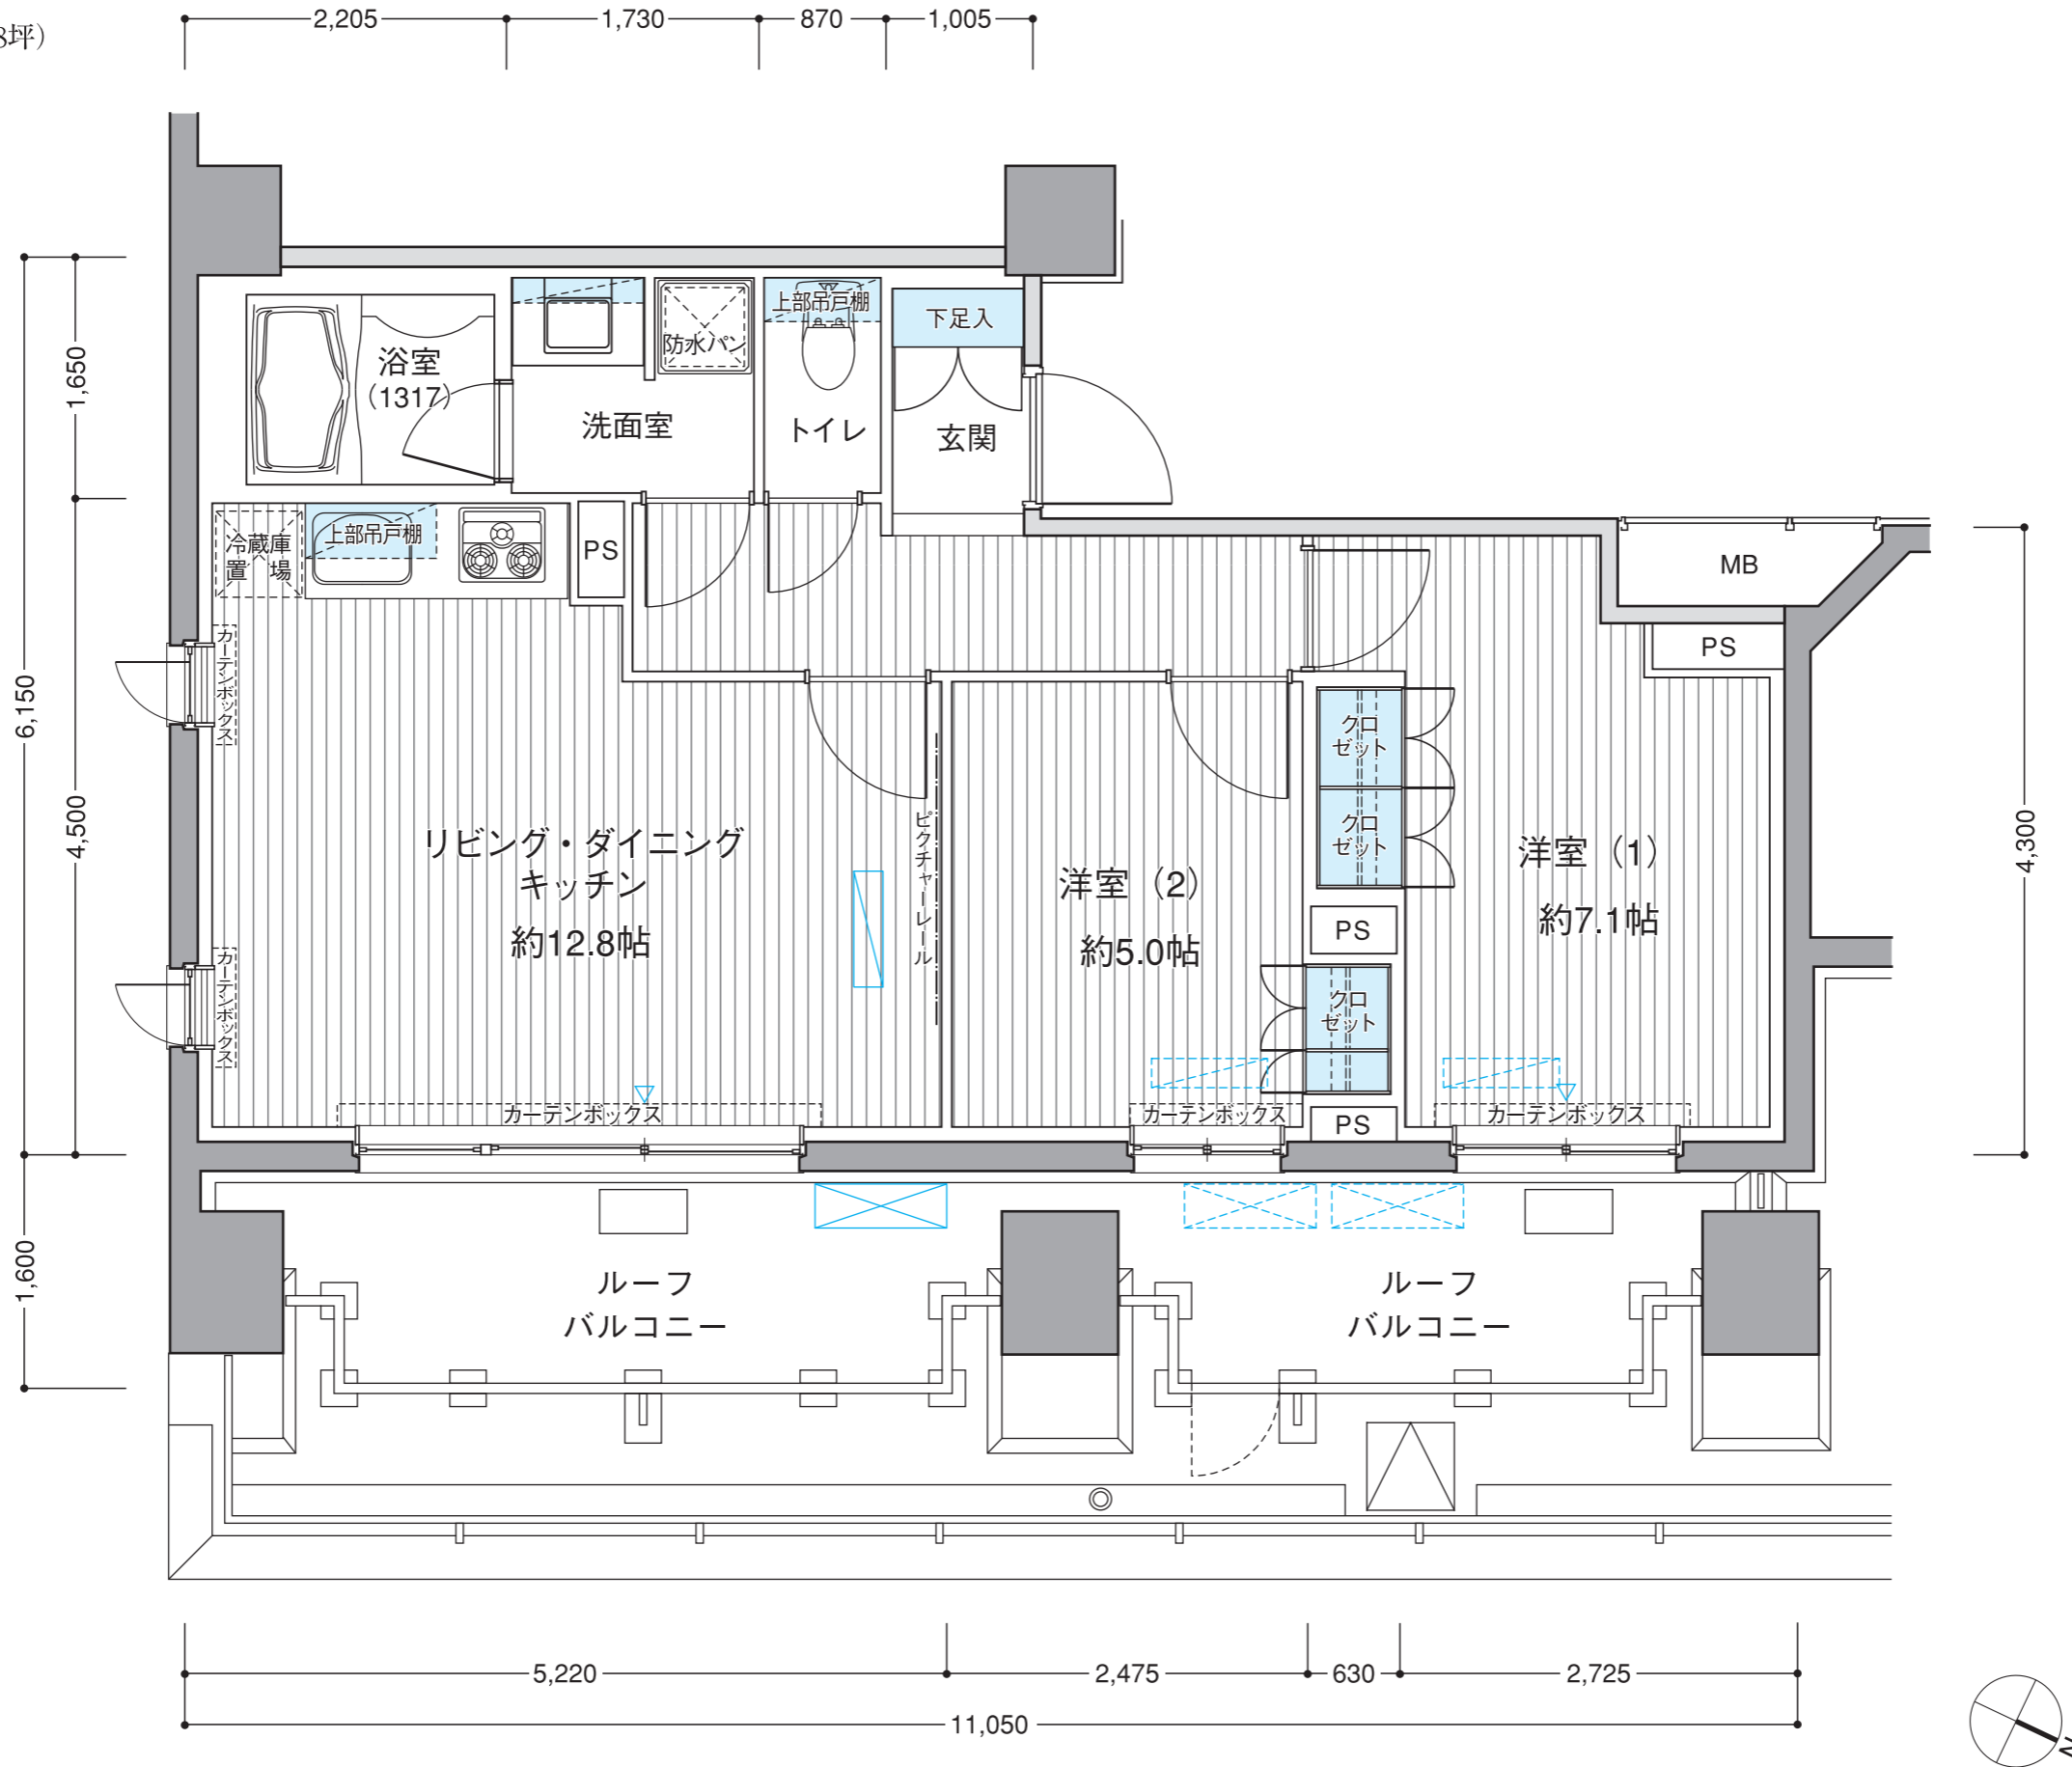 2,205
1,730
870
1,005
8坪）
1,650
6,150
4,500
1,600
4,300
浴室
（1317）
洗面室
防水パン
上部吊戸棚
トイレ
下足入
玄関
冷蔵庫
置　場
上部吊戸棚
PS
MB
PS
カーテンボックス
カーテンボックス
リビング・ダイニング
キッチン
約12.8帖
ピクチャーレール
洋室（2）
約5.0帖
クロ
ゼット
クロ
ゼット
PS
クロ
ゼット
PS
洋室（1）
約7.1帖
カーテンボックス
カーテンボックス
カーテンボックス
ルーフ
バルコニー
ルーフ
バルコニー
5,220
2,475
630
2,725
11,050
N